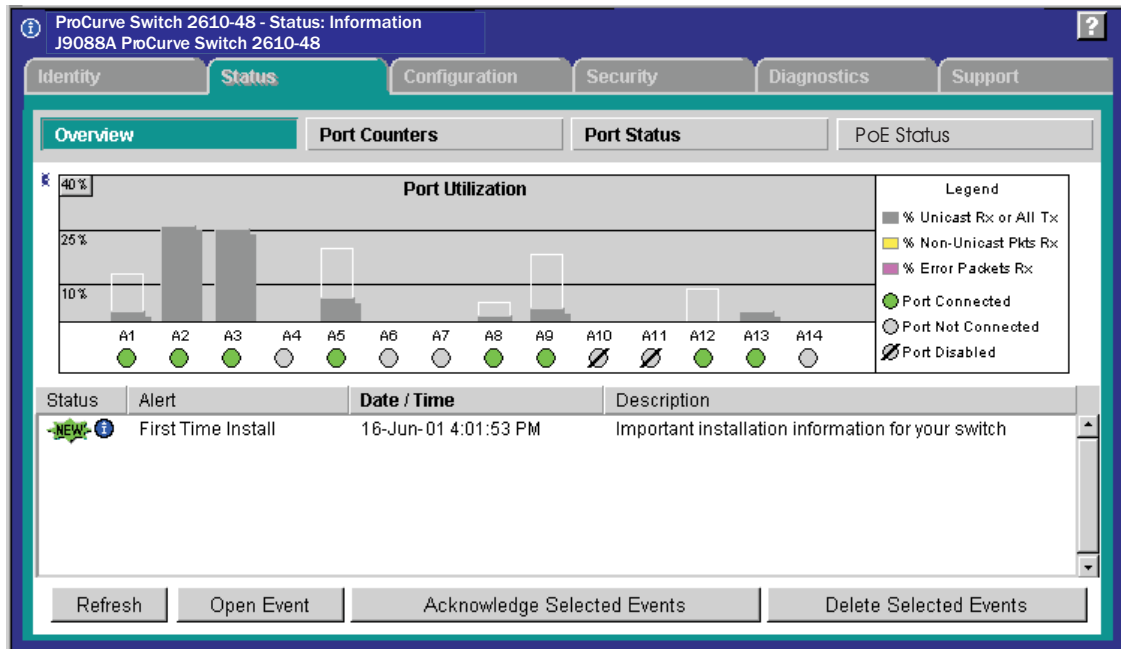 ProCurve Switch 2610-48 - Status: Information
J9088A ProCurve Switch 2610-48
?
Identity Status Configuration Security Diagnostics Support
Overview Port Counters Port Status PoE Status
40% Port Utilization Legend
% Unicast Rx or All Tx
25% % Non-Unicast Pkts Rx
% Error Packets Rx
10% Port Connected
A1 A2 A3 A4 A5 A6 A7 A8 A9 A10 A11 A12 A13 A14 Port Not Connected
Port Disabled
Status Alert Date / Time Description
NEW! i First Time Install 16-Jun-01 4:01:53 PM Important installation information for your switch
Refresh Open Event Acknowledge Selected Events Delete Selected Events